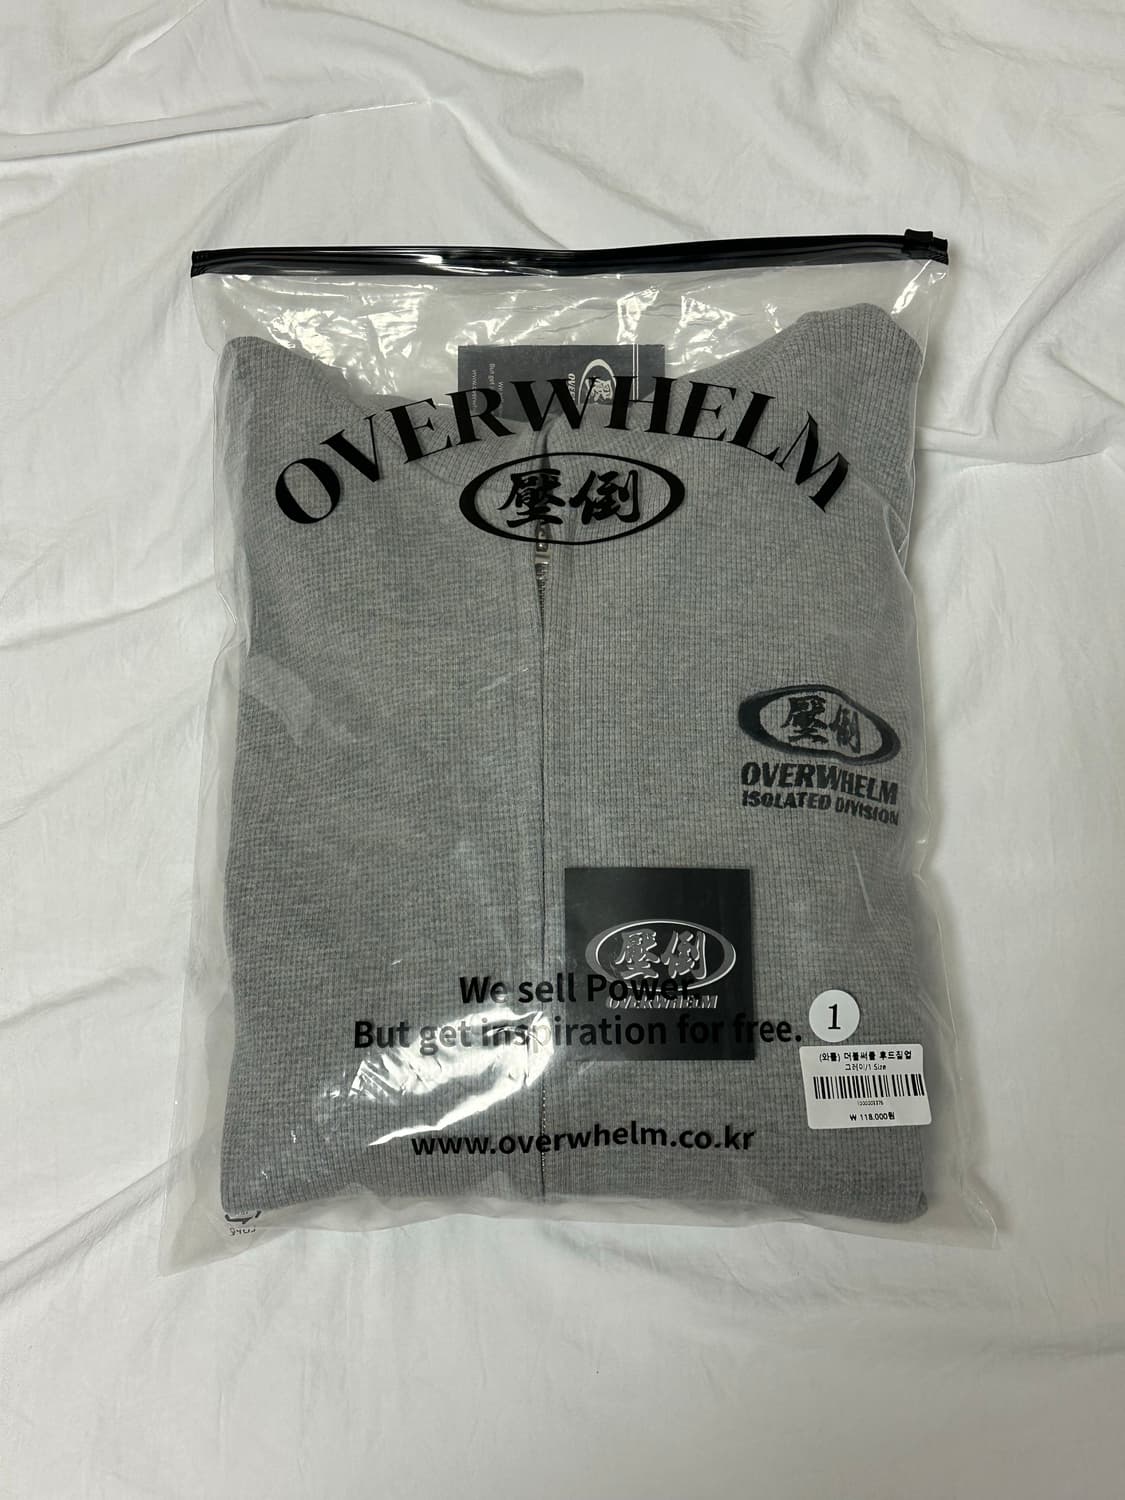 OVERWHELM
OVERWHELM
壓倒
壓倒
OVERWHELM
ISOLATED DIVISION
壓倒
OVERWHELM
We sell Power.
But get inspiration for free.
1
(와플) 더블써클 후드집업
그레이/1 Size
₩ 118,000원
www.overwhelm.co.kr